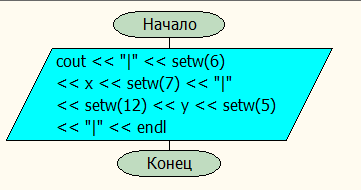 Начало
cout << "|" << setw(6)
<< x << setw(7) << "|"
<< setw(12) << y << setw(5)
<< "|" << endl
Конец